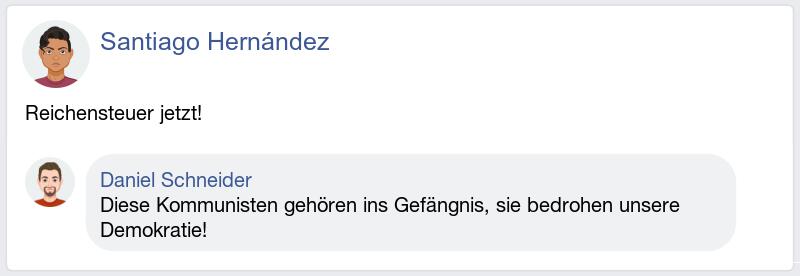 Santiago Hernández
Reichensteuer jetzt!
Daniel Schneider
Diese Kommunisten gehören ins Gefängnis, sie bedrohen unsere
Demokratie!